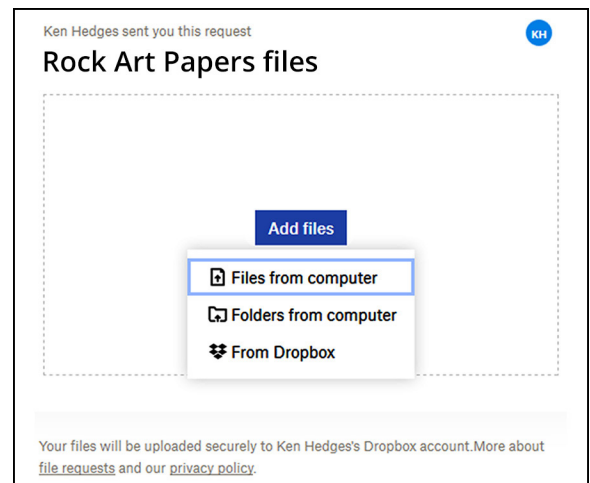 Ken Hedges sent you this request
KH
Rock Art Papers files
Add files
Files from computer
Folders from computer
From Dropbox
Your files will be uploaded securely to Ken Hedges's Dropbox account.More about
file requests and our privacy policy.